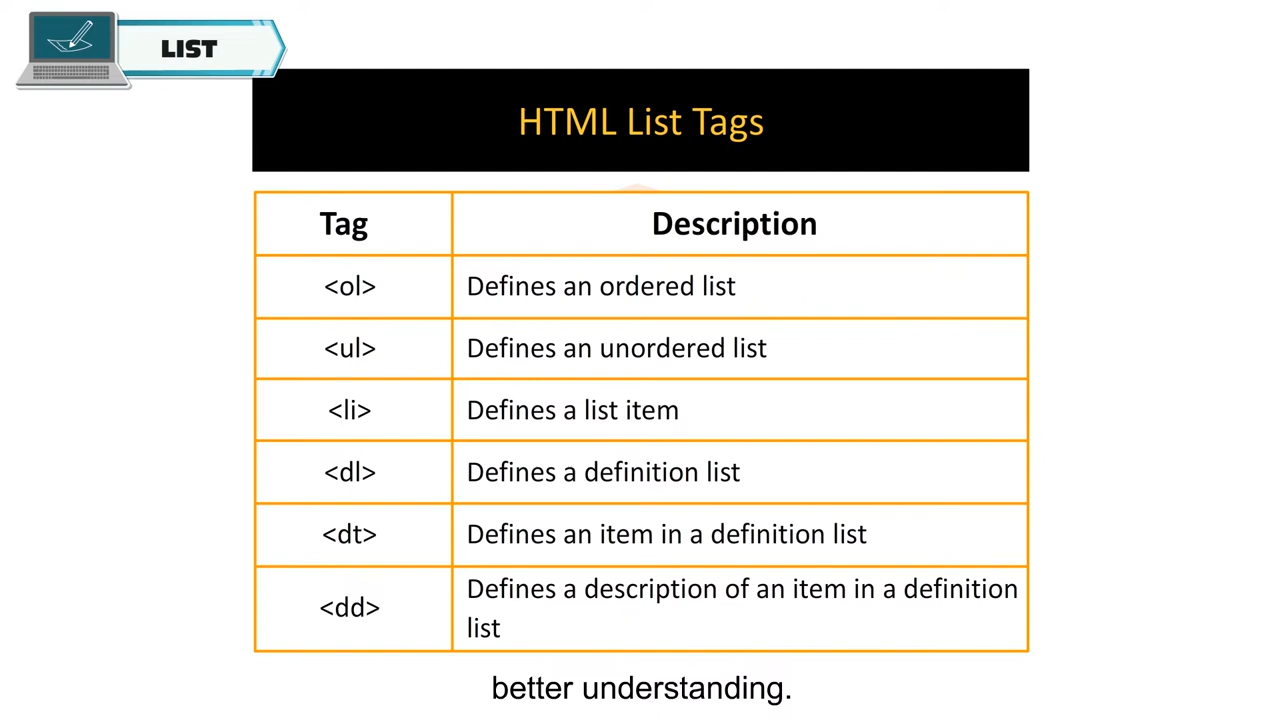 LIST
HTML List Tags
Tag Description
<ol> Defines an ordered list
<ul> Defines an unordered list
<li> Defines a list item
<dl> Defines a definition list
<dt> Defines an item in a definition list
<dd> Defines a description of an item in a definition
list
better understanding.